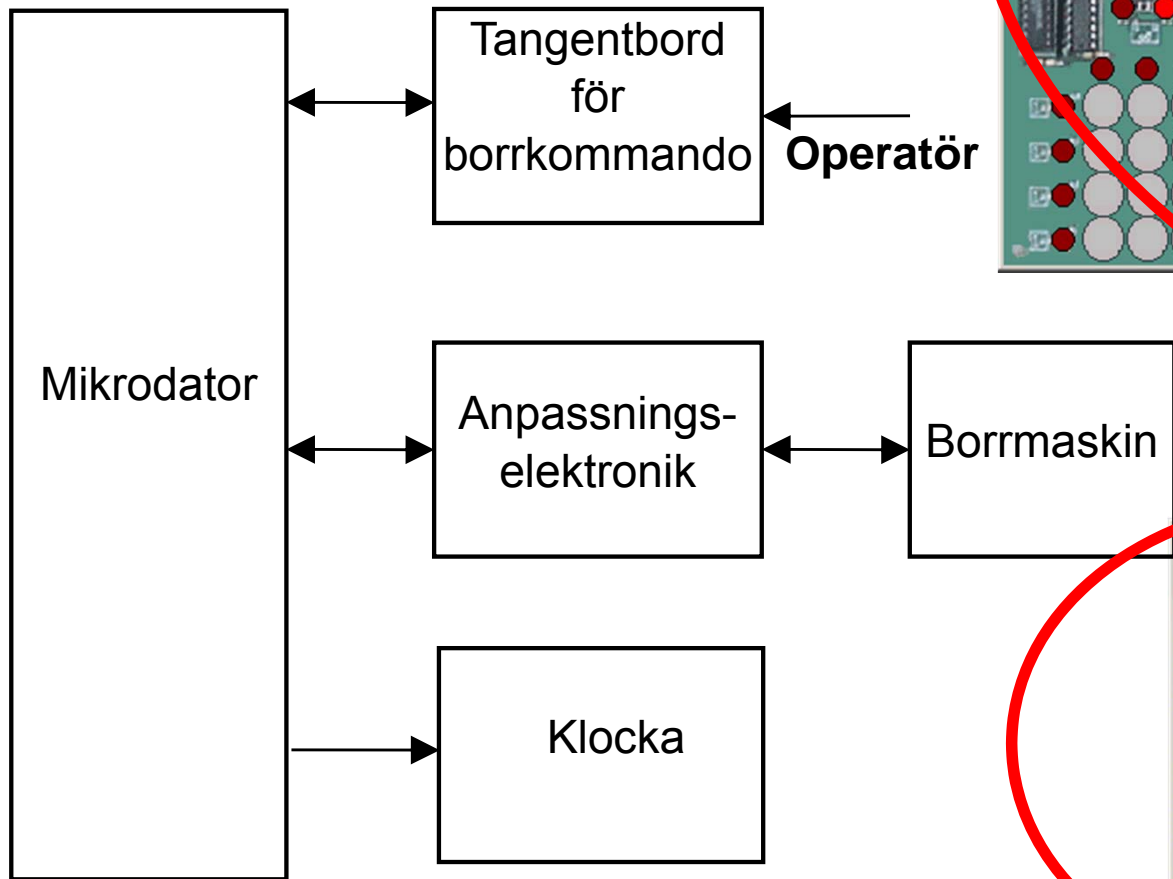 Tangentbord
för
borrkommando
Operatör
Mikrodator
Anpassnings-
elektronik
Borrmaskin
Klocka